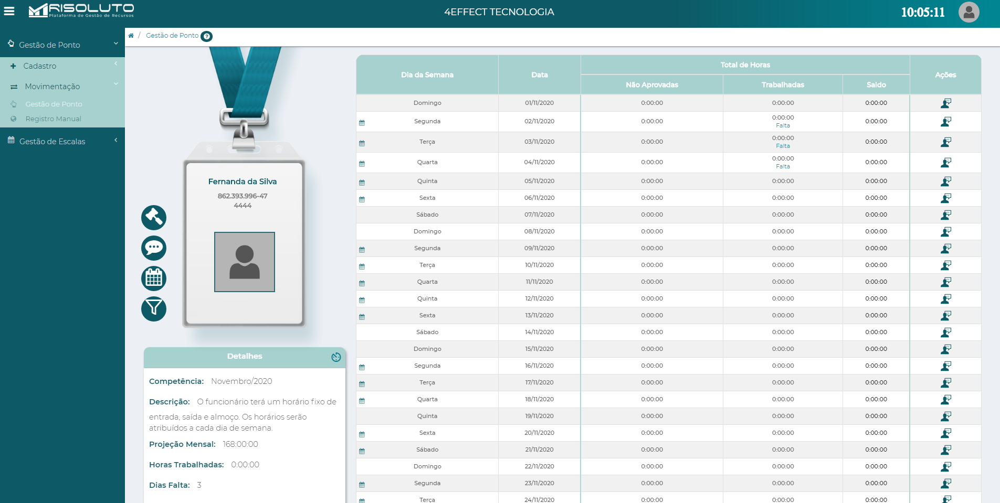 RISOLUTO
Plataforma de Gestão de Recursos
4EFFECT TECNOLOGIA
10:05:11
Gestão de Ponto
Cadastro
Movimentação
Gestão de Ponto
Registro Manual
Gestão de Escalas
/ Gestão de Ponto ?
Fernanda da Silva
862.393.996-47
4444
Detalhes
Competência: Novembro/2020
Descrição: O funcionário terá um horário fixo de
entrada, saída e almoço. Os horários serão
atribuídos a cada dia de semana.
Projeção Mensal: 168:00:00
Horas Trabalhadas: 0:00:00
Dias Falta: 3
Dia da Semana Data Total de Horas Ações
Não Aprovadas Trabalhadas Saldo
Domingo 01/11/2020 0:00:00 0:00:00 0:00:00
Segunda 02/11/2020 0:00:00 0:00:00 0:00:00
Falta
Terça 03/11/2020 0:00:00 0:00:00 0:00:00
Falta
Quarta 04/11/2020 0:00:00 0:00:00 0:00:00
Falta
Quinta 05/11/2020 0:00:00 0:00:00 0:00:00
Sexta 06/11/2020 0:00:00 0:00:00 0:00:00
Sábado 07/11/2020 0:00:00 0:00:00 0:00:00
Domingo 08/11/2020 0:00:00 0:00:00 0:00:00
Segunda 09/11/2020 0:00:00 0:00:00 0:00:00
Terça 10/11/2020 0:00:00 0:00:00 0:00:00
Quarta 11/11/2020 0:00:00 0:00:00 0:00:00
Quinta 12/11/2020 0:00:00 0:00:00 0:00:00
Sexta 13/11/2020 0:00:00 0:00:00 0:00:00
Sábado 14/11/2020 0:00:00 0:00:00 0:00:00
Domingo 15/11/2020 0:00:00 0:00:00 0:00:00
Segunda 16/11/2020 0:00:00 0:00:00 0:00:00
Terça 17/11/2020 0:00:00 0:00:00 0:00:00
Quarta 18/11/2020 0:00:00 0:00:00 0:00:00
Quinta 19/11/2020 0:00:00 0:00:00 0:00:00
Sexta 20/11/2020 0:00:00 0:00:00 0:00:00
Sábado 21/11/2020 0:00:00 0:00:00 0:00:00
Domingo 22/11/2020 0:00:00 0:00:00 0:00:00
Segunda 23/11/2020 0:00:00 0:00:00 0:00:00
Terça 24/11/2020 0:00:00 0:00:00 0:00:00